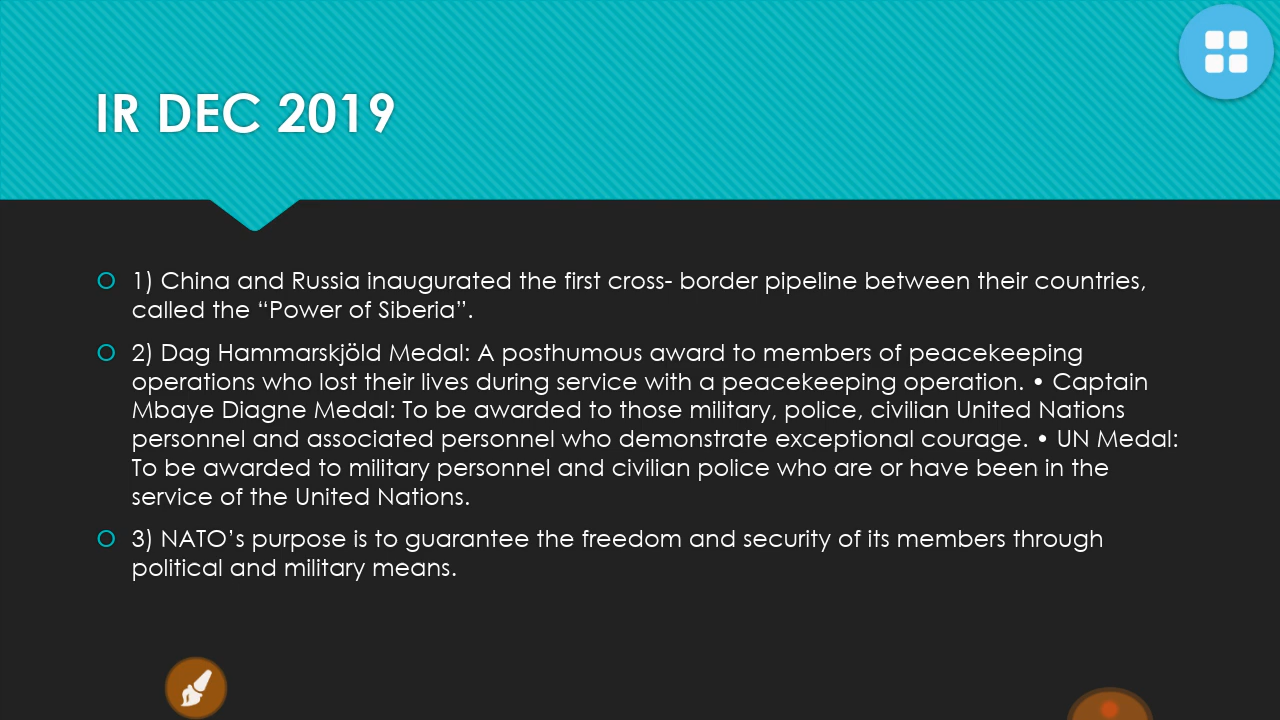 IR DEC 2019
1) China and Russia inaugurated the first cross- border pipeline between their countries,
called the “Power of Siberia”.
2) Dag Hammarskjöld Medal: A posthumous award to members of peacekeeping
operations who lost their lives during service with a peacekeeping operation. • Captain
Mbaye Diagne Medal: To be awarded to those military, police, civilian United Nations
personnel and associated personnel who demonstrate exceptional courage. • UN Medal:
To be awarded to military personnel and civilian police who are or have been in the
service of the United Nations.
3) NATO’s purpose is to guarantee the freedom and security of its members through
political and military means.